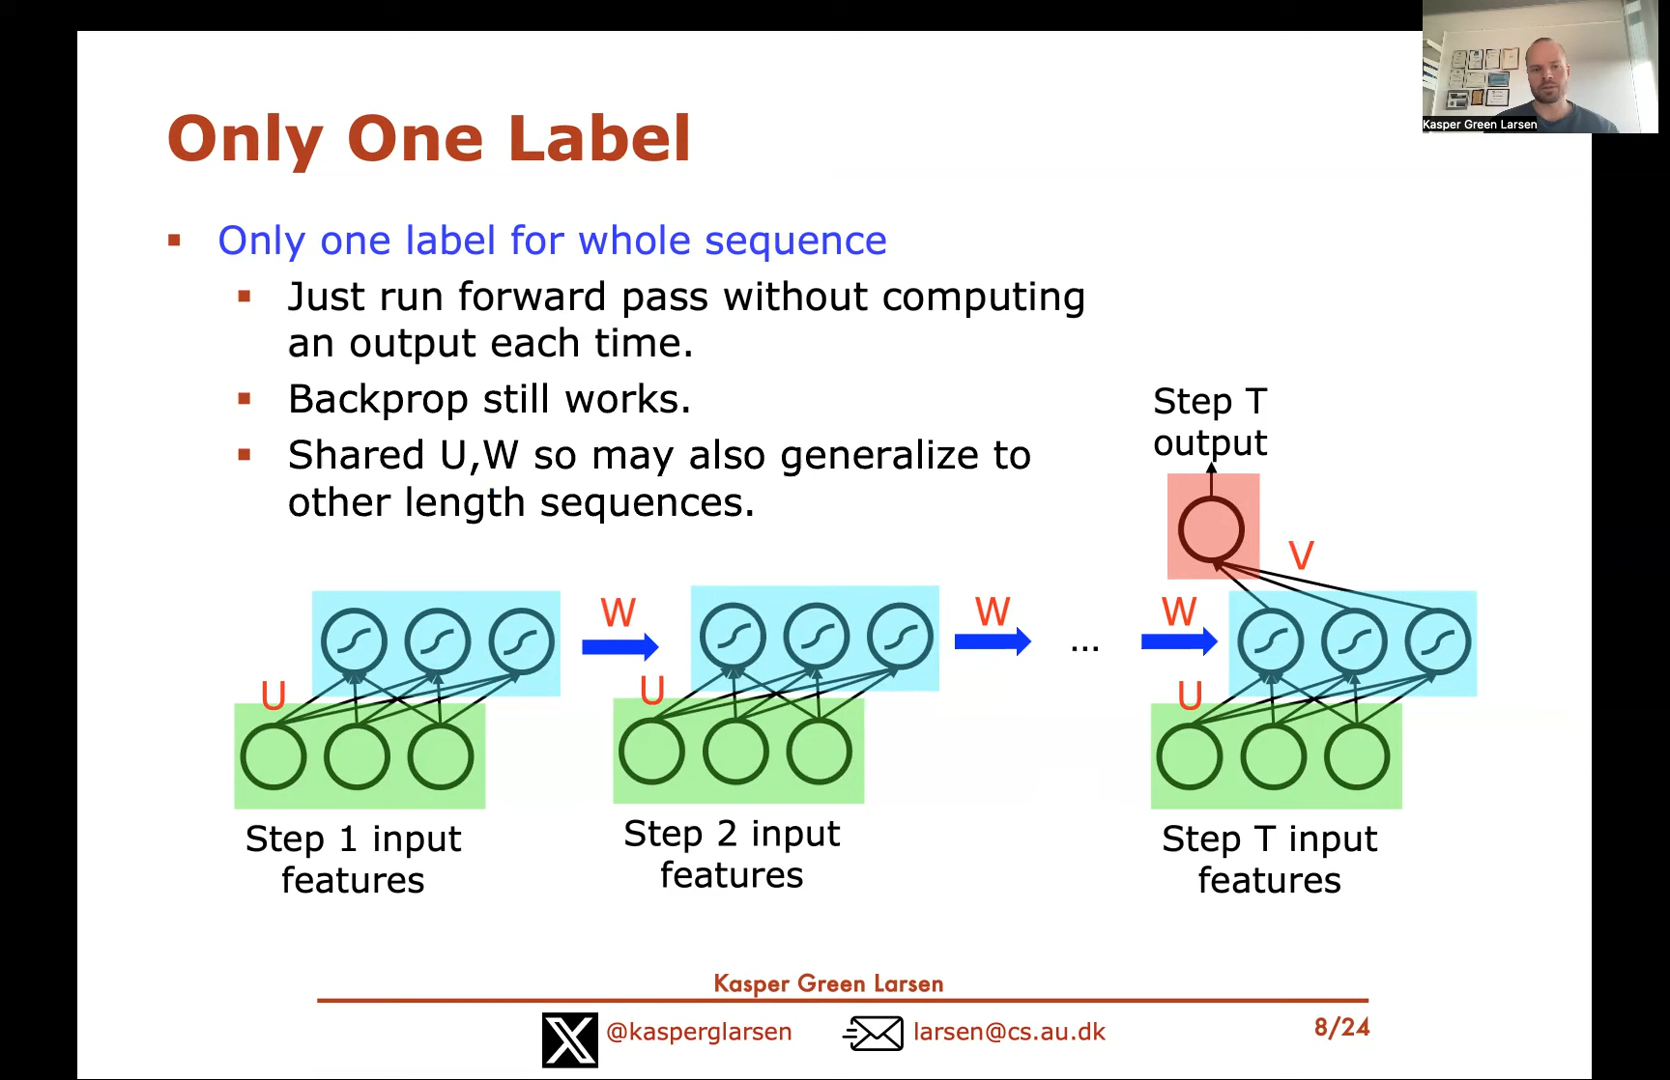 Kasper Green Larsen
Only One Label
Only one label for whole sequence
Just run forward pass without computing
an output each time.
Backprop still works.
Shared U,W so may also generalize to
other length sequences.
Step T
output
V
W
W
...
W
U
U
U
Step 1 input
features
Step 2 input
features
Step T input
features
Kasper Green Larsen
@kasperglarsen
larsen@cs.au.dk
8/24